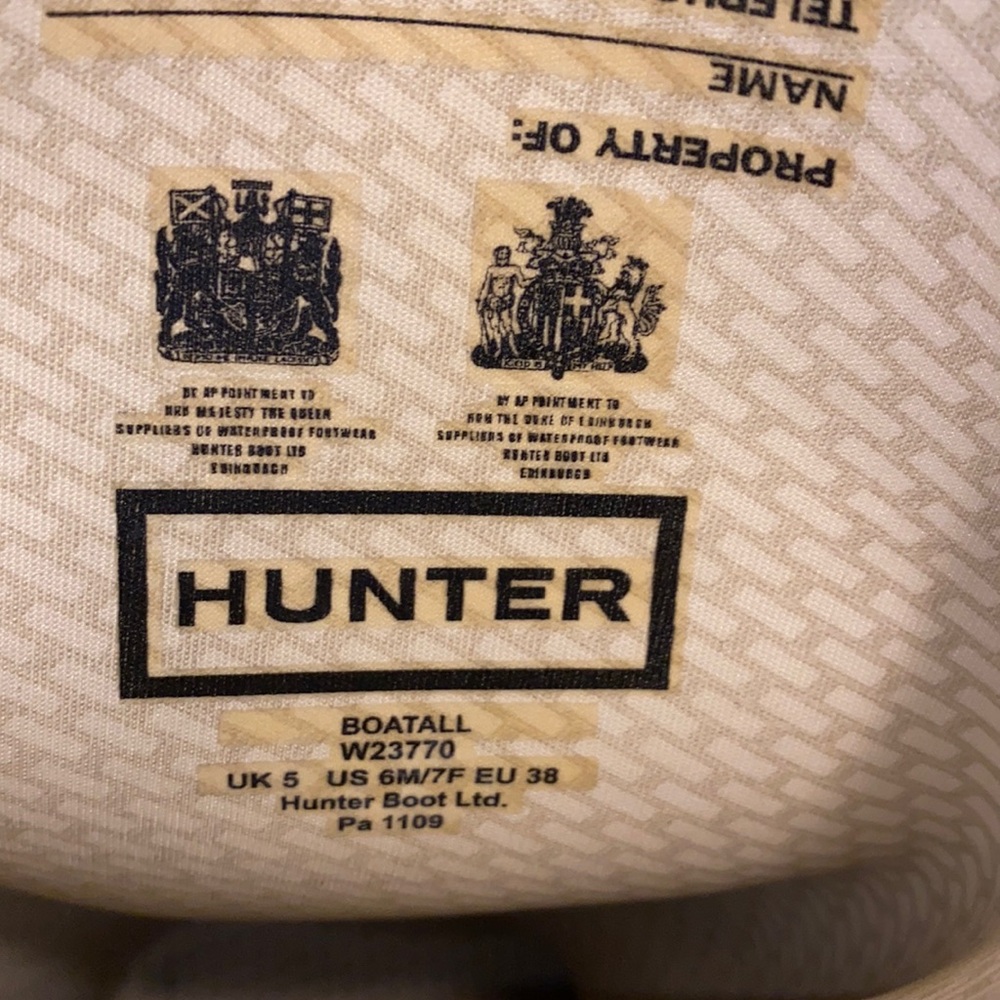 TELEPHO
NAME
PROPERTY OF:
BY APPOINTMENT TO
HER MAJESTY THE QUEEN
SUPPLIERS OF WATERPROOF FOOTWEAR
HUNTER BOOT LTD
EDINBURGH
BY APPOINTMENT TO
HRH THE DUKE OF EDINBURGH
SUPPLIERS OF WATERPROOF FOOTWEAR
HUNTER BOOT LTD
EDINBURGH
HUNTER
BOATALL
W23770
UK 5 US 6M/7F EU 38
Hunter Boot Ltd.
Pa 1109